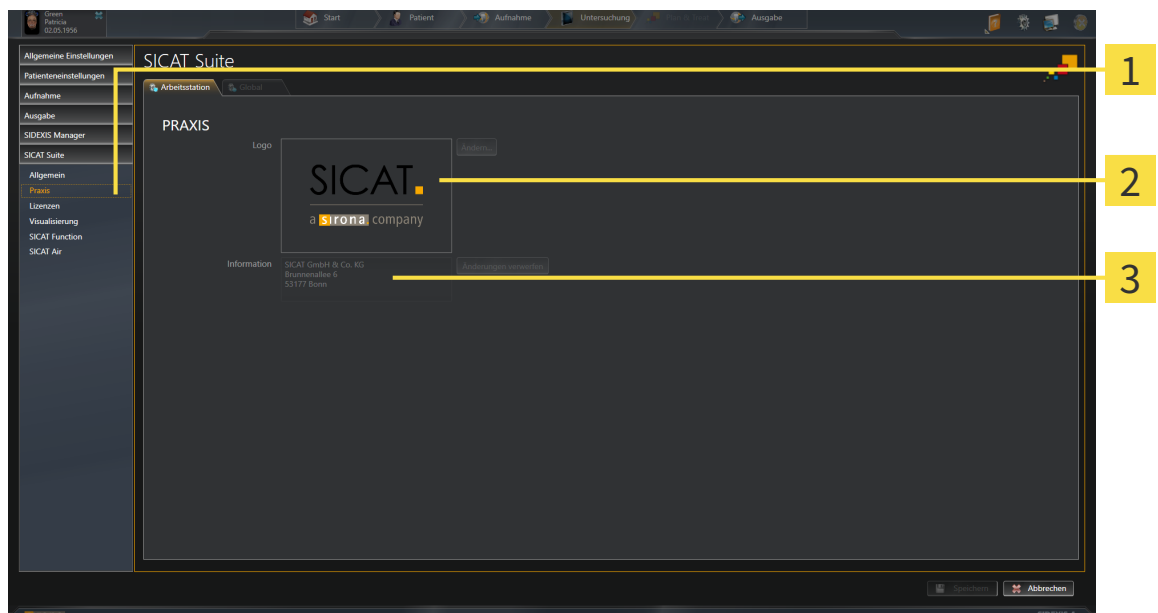 Green
Patricia
02.05.1956
Start
Patient
Aufnahme
Untersuchung
Ausgabe
Allgemeine Einstellungen
Patienteneinstellungen
Aufnahme
Ausgabe
SIDEXIS Manager
SICAT Suite
Allgemein
Praxis
Lizenzen
Visualisierung
SICAT Function
SICAT Air
SICAT Suite
Arbeitsstation
Global
PRAXIS
Logo
SICAT.
a sirona. company
Ändern...
Information
SICAT GmbH & Co. KG
Brunnenallee 6
53177 Bonn
Änderungen verwerfen
Speichern
Abbrechen
1
2
3